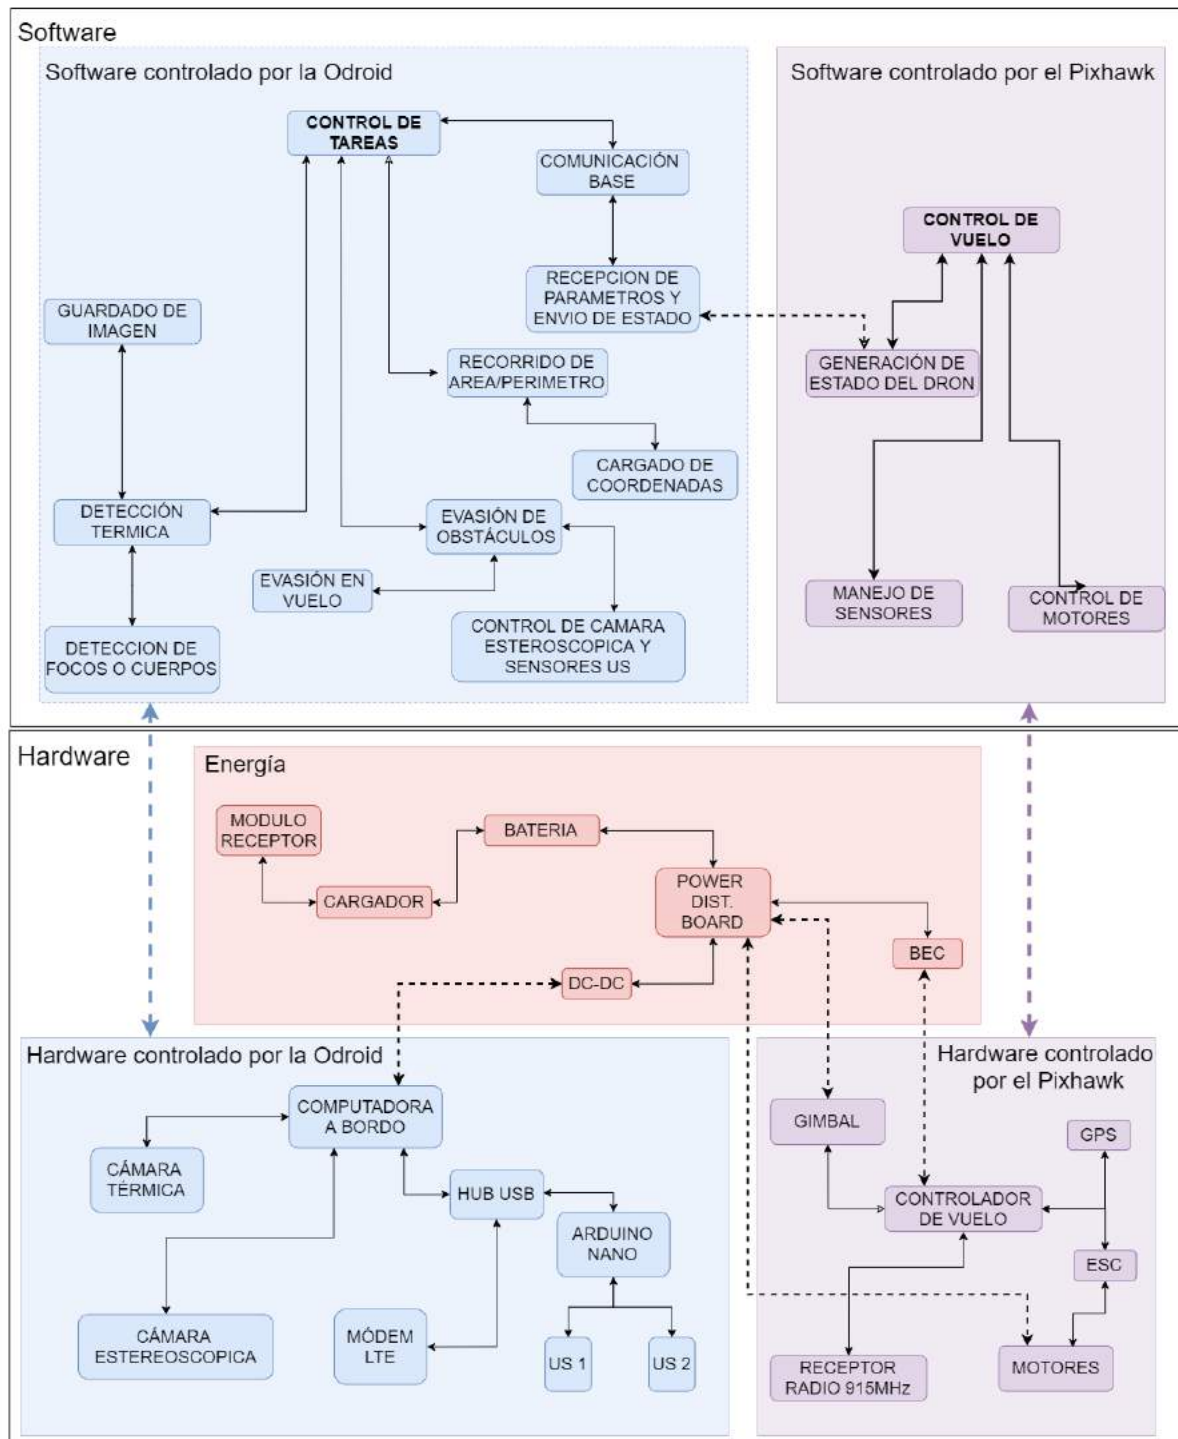 Software
Software controlado por la Odroid
CONTROL DE
TAREAS
COMUNICACIÓN
BASE
RECEPCION DE
PARAMETROS Y
ENVIO DE ESTADO
GUARDADO DE
IMAGEN
RECORRIDO DE
AREA/PERIMETRO
CARGADO DE
COORDENADAS
DETECCIÓN
TERMICA
EVASIÓN DE
OBSTÁCULOS
EVASIÓN EN
VUELO
CONTROL DE CAMARA
ESTEROSCOPICA Y
SENSORES US
DETECCION DE
FOCOS O CUERPOS
Software controlado por el Pixhawk
CONTROL DE
VUELO
GENERACIÓN DE
ESTADO DEL DRON
MANEJO DE
SENSORES
CONTROL DE
MOTORES
Hardware
Energía
MODULO
RECEPTOR
BATERIA
CARGADOR
POWER
DIST.
BOARD
BEC
DC-DC
Hardware controlado por la Odroid
COMPUTADORA
A BORDO
CÁMARA
TÉRMICA
HUB USB
ARDUINO
NANO
CÁMARA
ESTEREOSCOPICA
MÓDEM
LTE
US 1
US 2
Hardware controlado
por el Pixhawk
GIMBAL
GPS
CONTROLADOR
DE VUELO
ESC
RECEPTOR
RADIO 915MHz
MOTORES